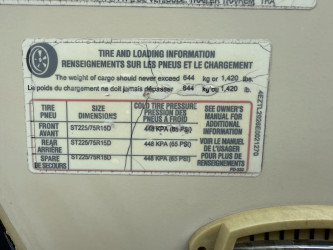 TIRE AND LOADING INFORMATION
RENSEIGNEMENTS SUR LES PNEUS ET LE CHARGEMENT
The weight of cargo should never exceed 644 kg or 1,420 lbs.
Le poids du chargement ne doit jamais dépasser 644 kg ou 1,420 lb.
TIRE
PNEU
SIZE
DIMENSIONS
COLD TIRE PRESSURE
PRESSION DES
PNEUS A FROID
SEE OWNER'S
MANUAL FOR
ADDITIONAL
INFORMATION
VOIR LE MANUEL
DE L'USAGER
POUR PLUS DE
RENSEIGNEMENTS
FRONT
AVANT
ST225/75R15D
448 KPA (65 PSI)
REAR
ARRIÈRE
ST225/75R15D
448 KPA (65 PSI)
SPARE
DE SECOURS
ST225/75R15D
448 KPA (65 PSI)